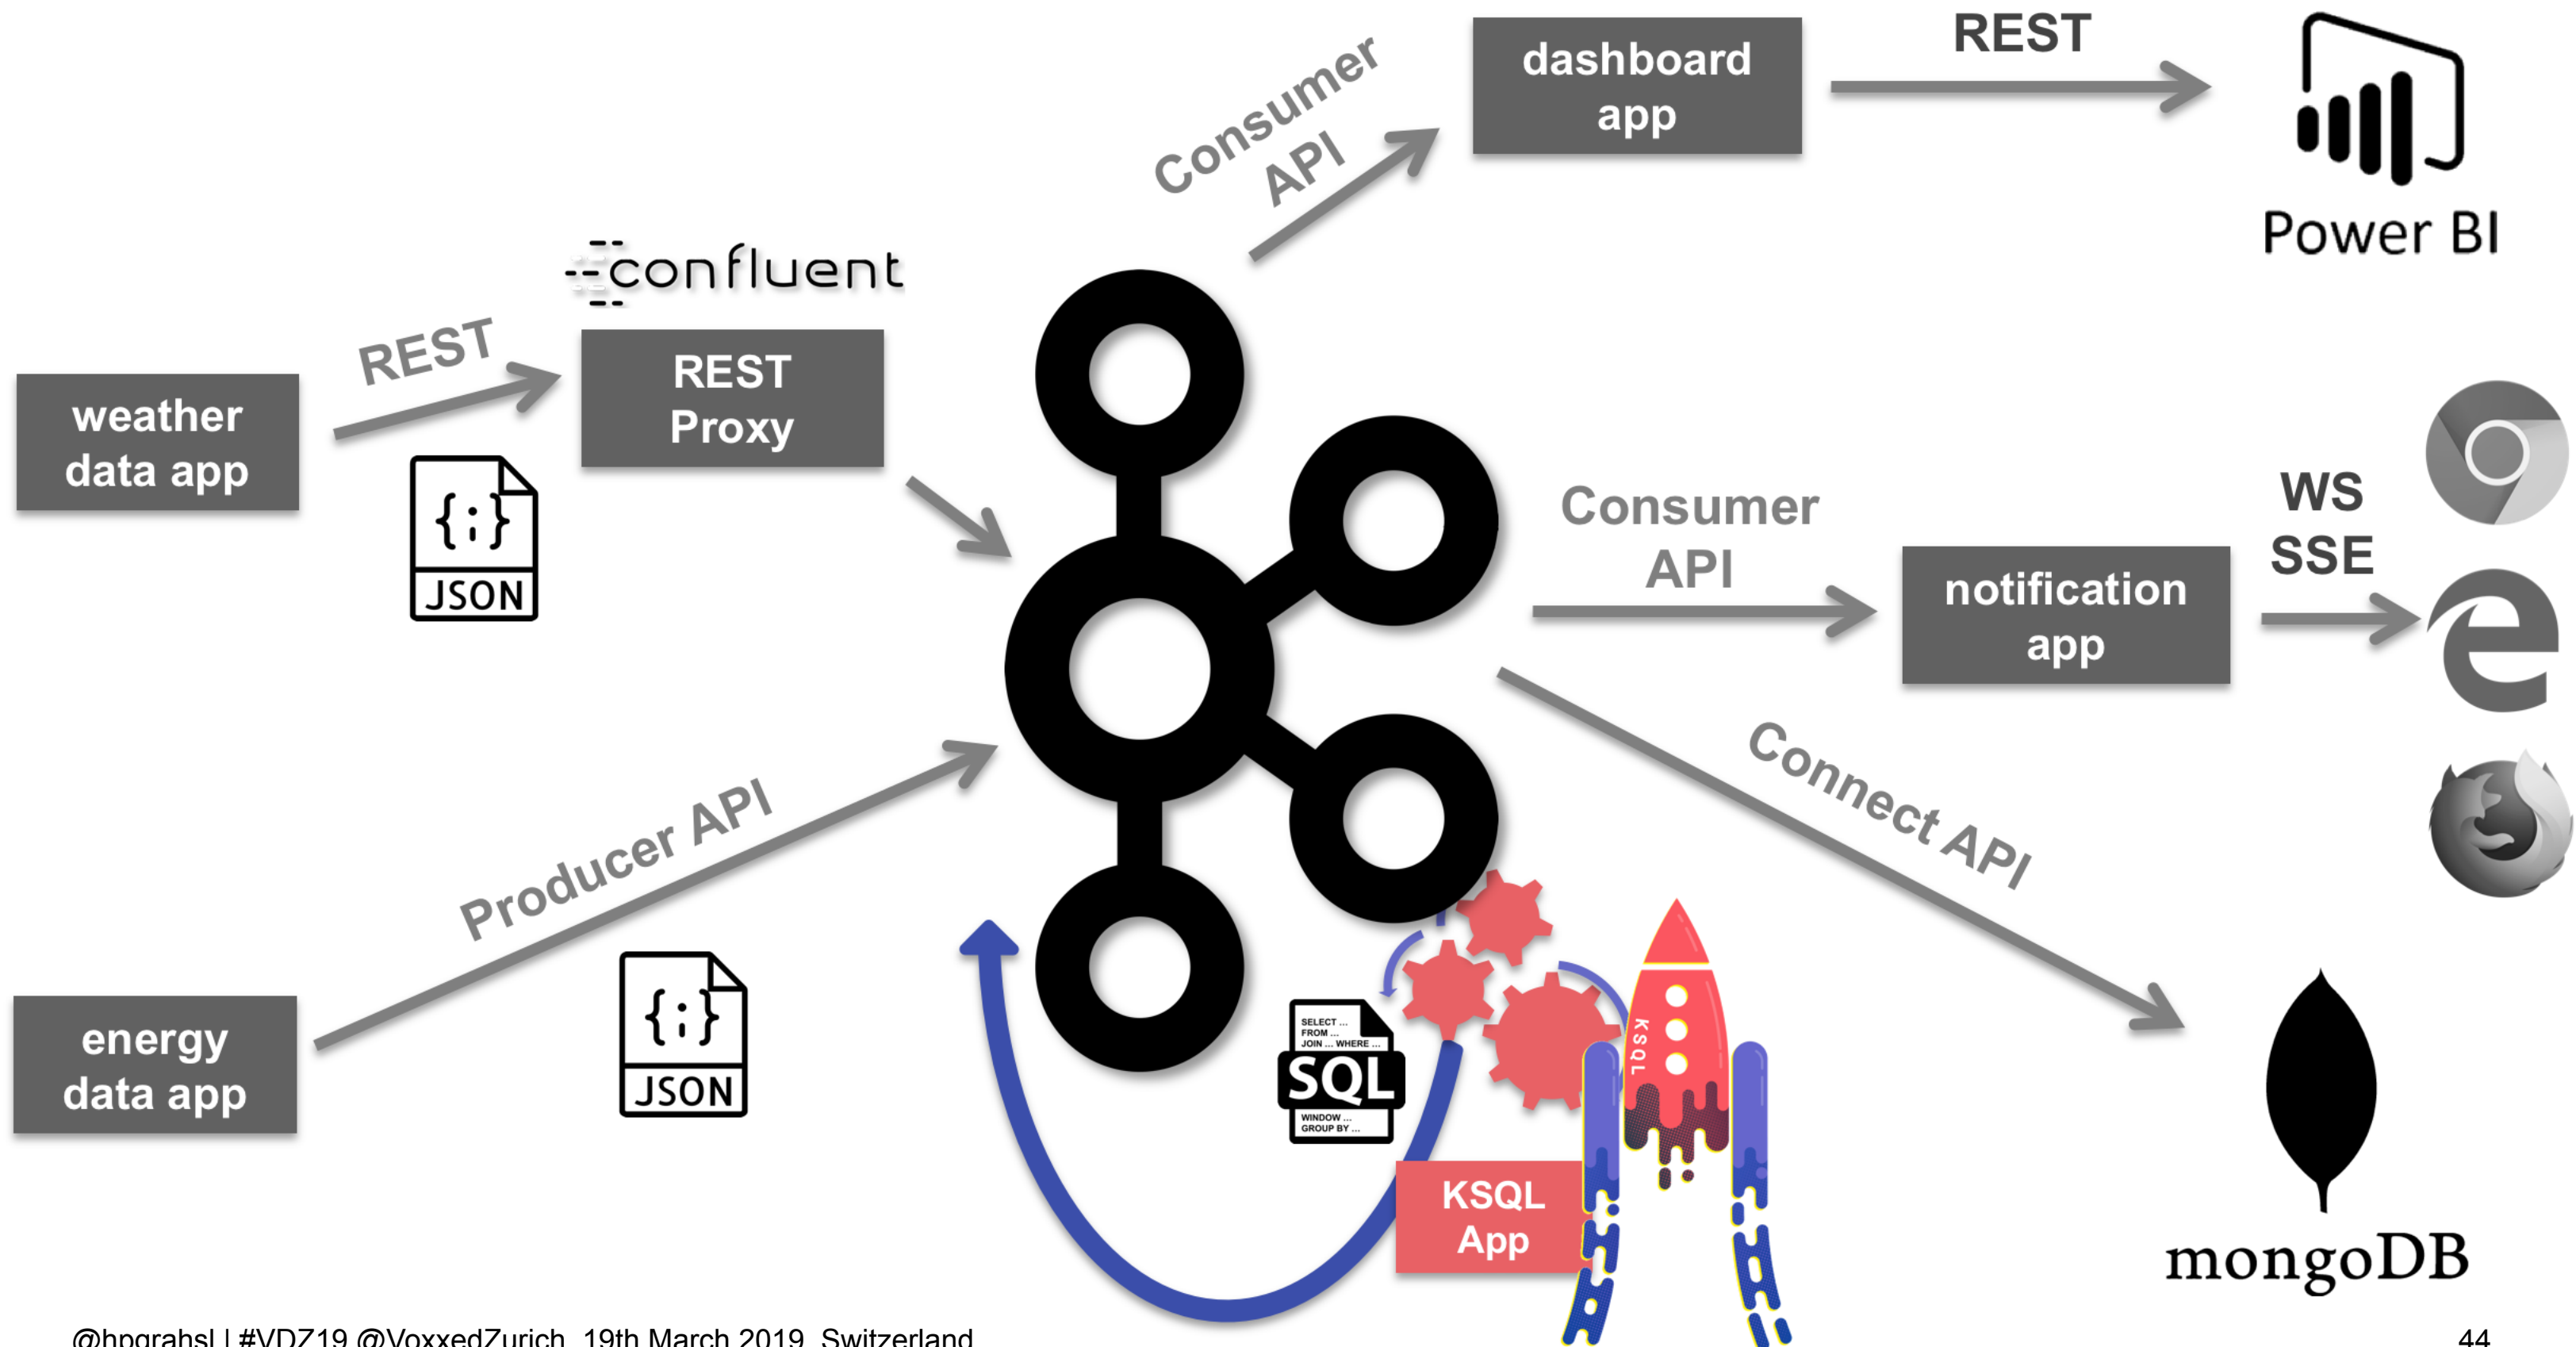 Consumer
API
dashboard
app
REST
Power BI
confluent
REST
weather
data app
REST
Proxy
{;}
JSON
Consumer
API
notification
app
WS
SSE
Producer API
Connect API
energy
data app
{;}
JSON
SELECT ...
FROM ...
JOIN ... WHERE ...
SQL
WINDOW ...
GROUP BY ...
KSQL
KSQL
App
mongoDB
@hpgrahsl | #VDZ19 @VoxxedZurich, 19th March 2019, Switzerland
44